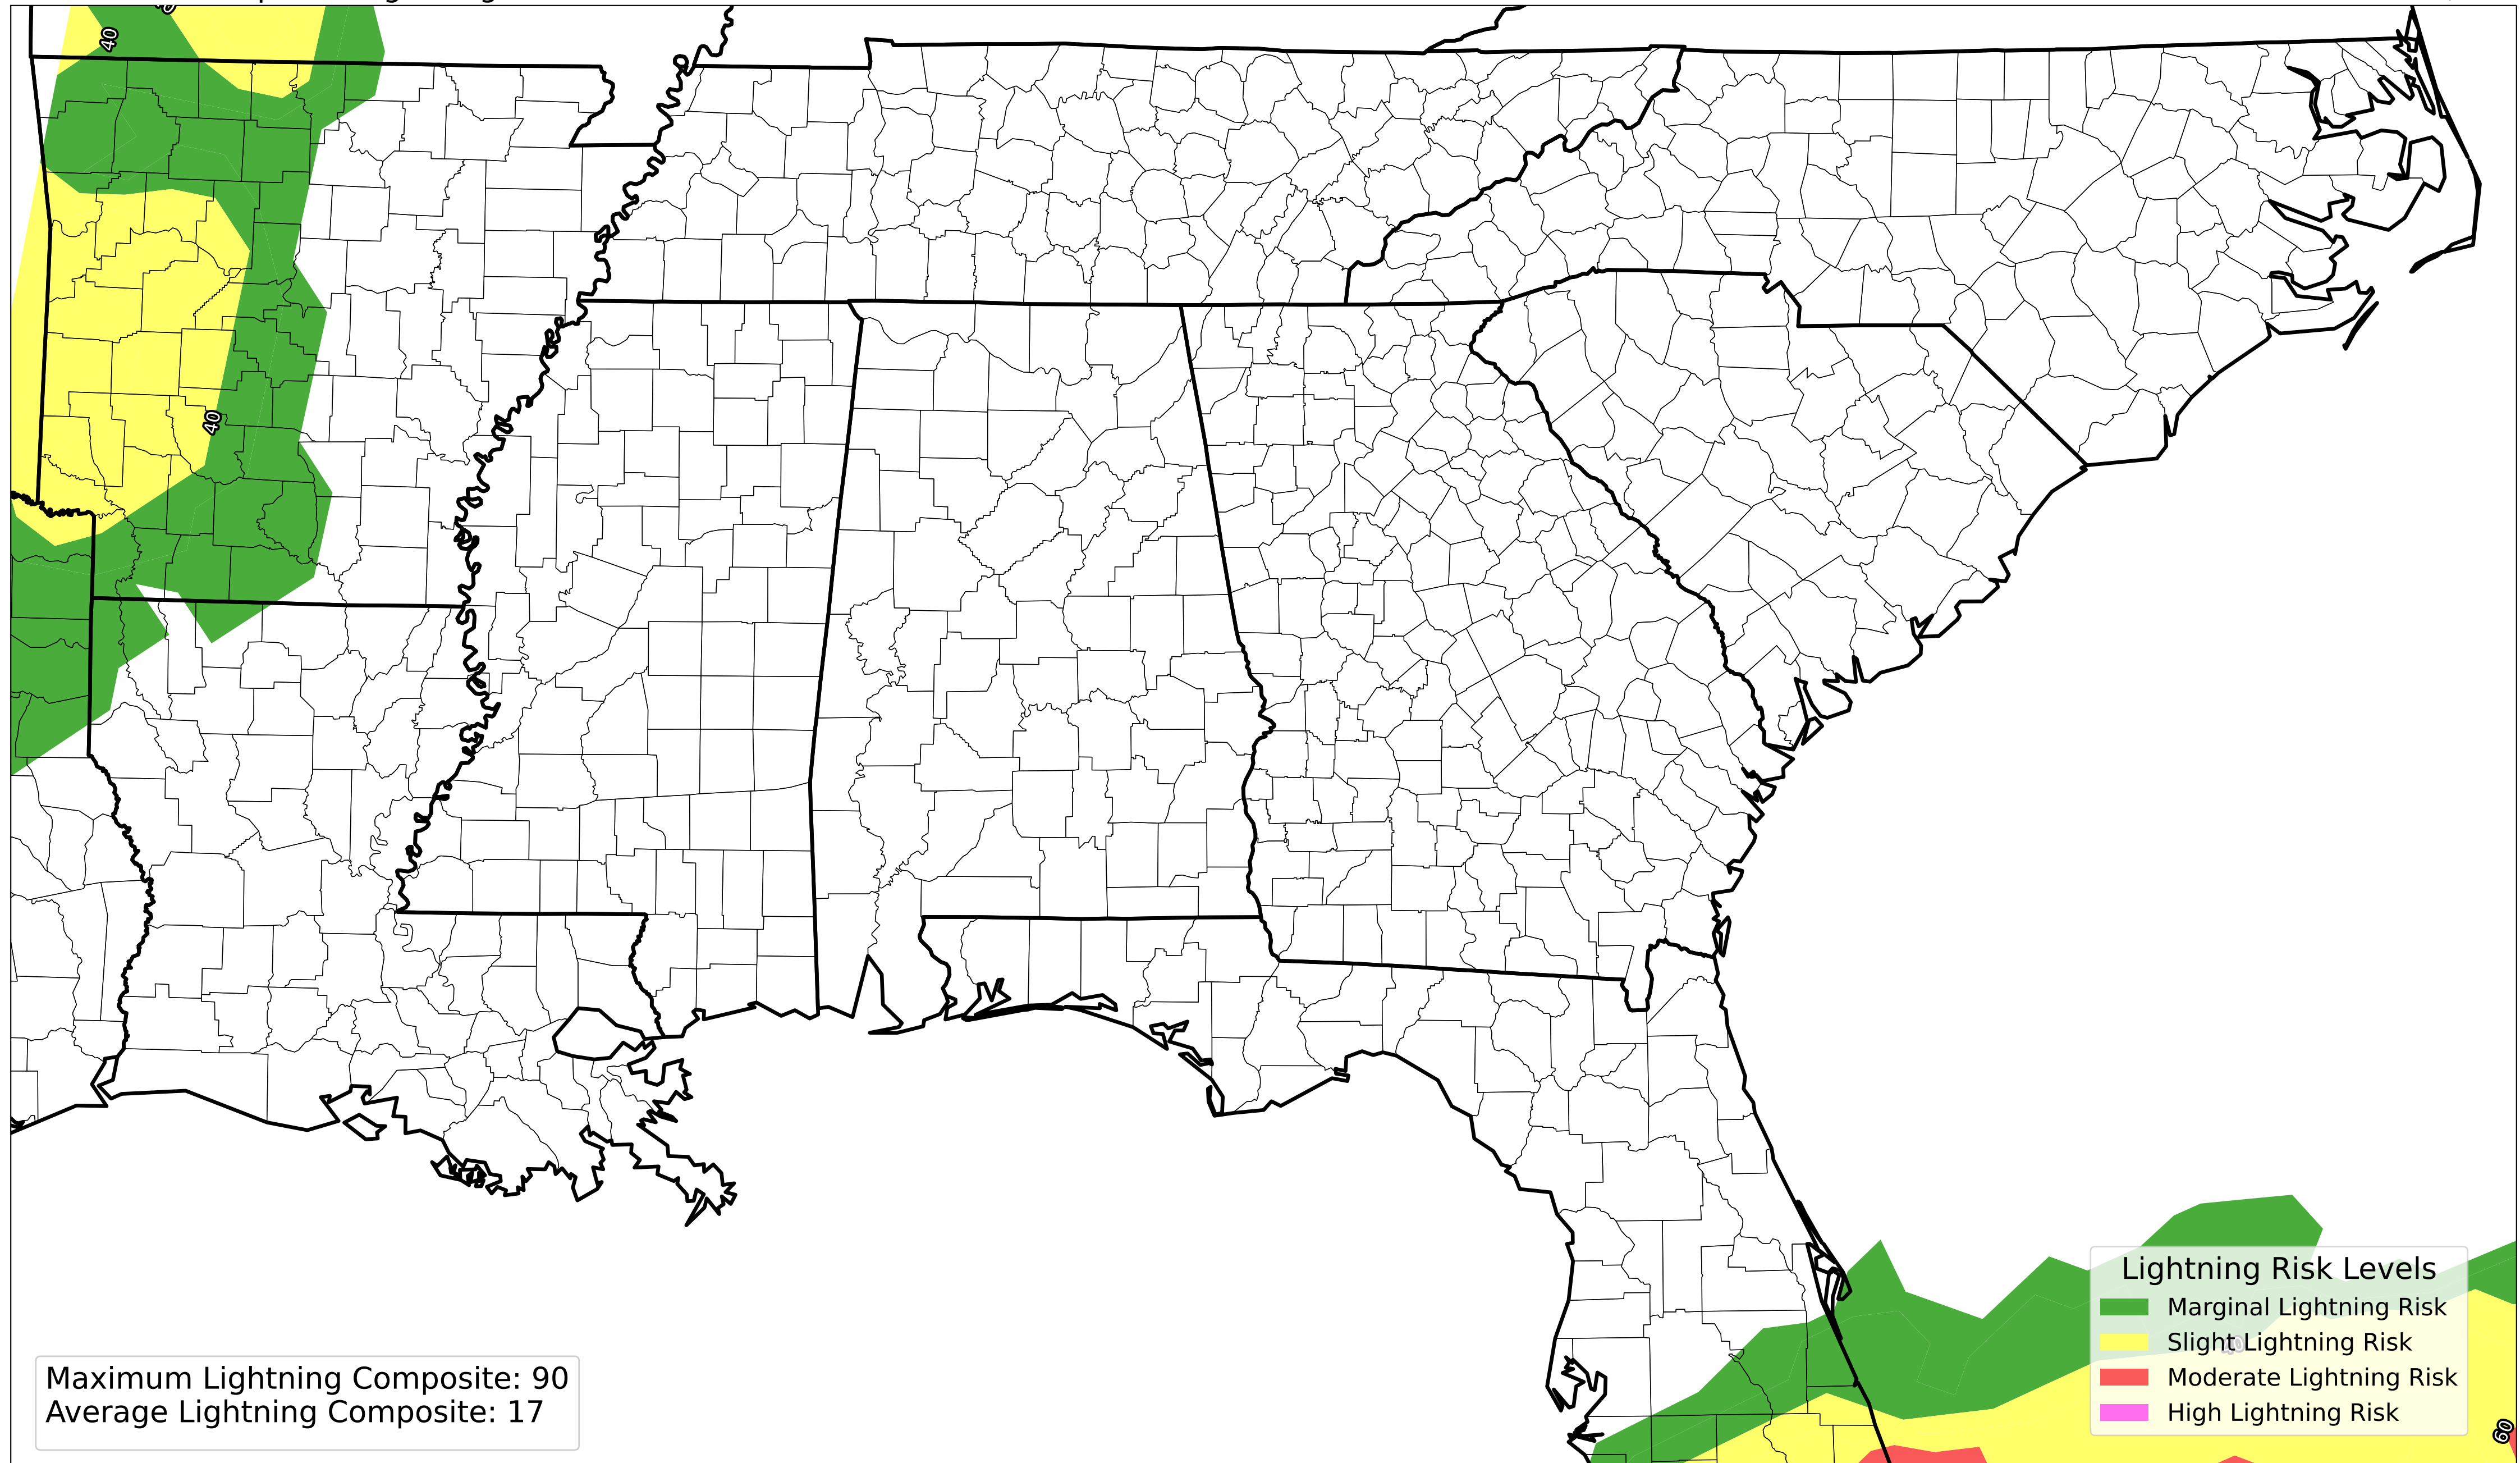 40
40
Lightning Risk Levels
Marginal Lightning Risk
Slight Lightning Risk
40
Moderate Lightning Risk
High Lightning Risk
Maximum Lightning Composite: 90
Average Lightning Composite: 17
60